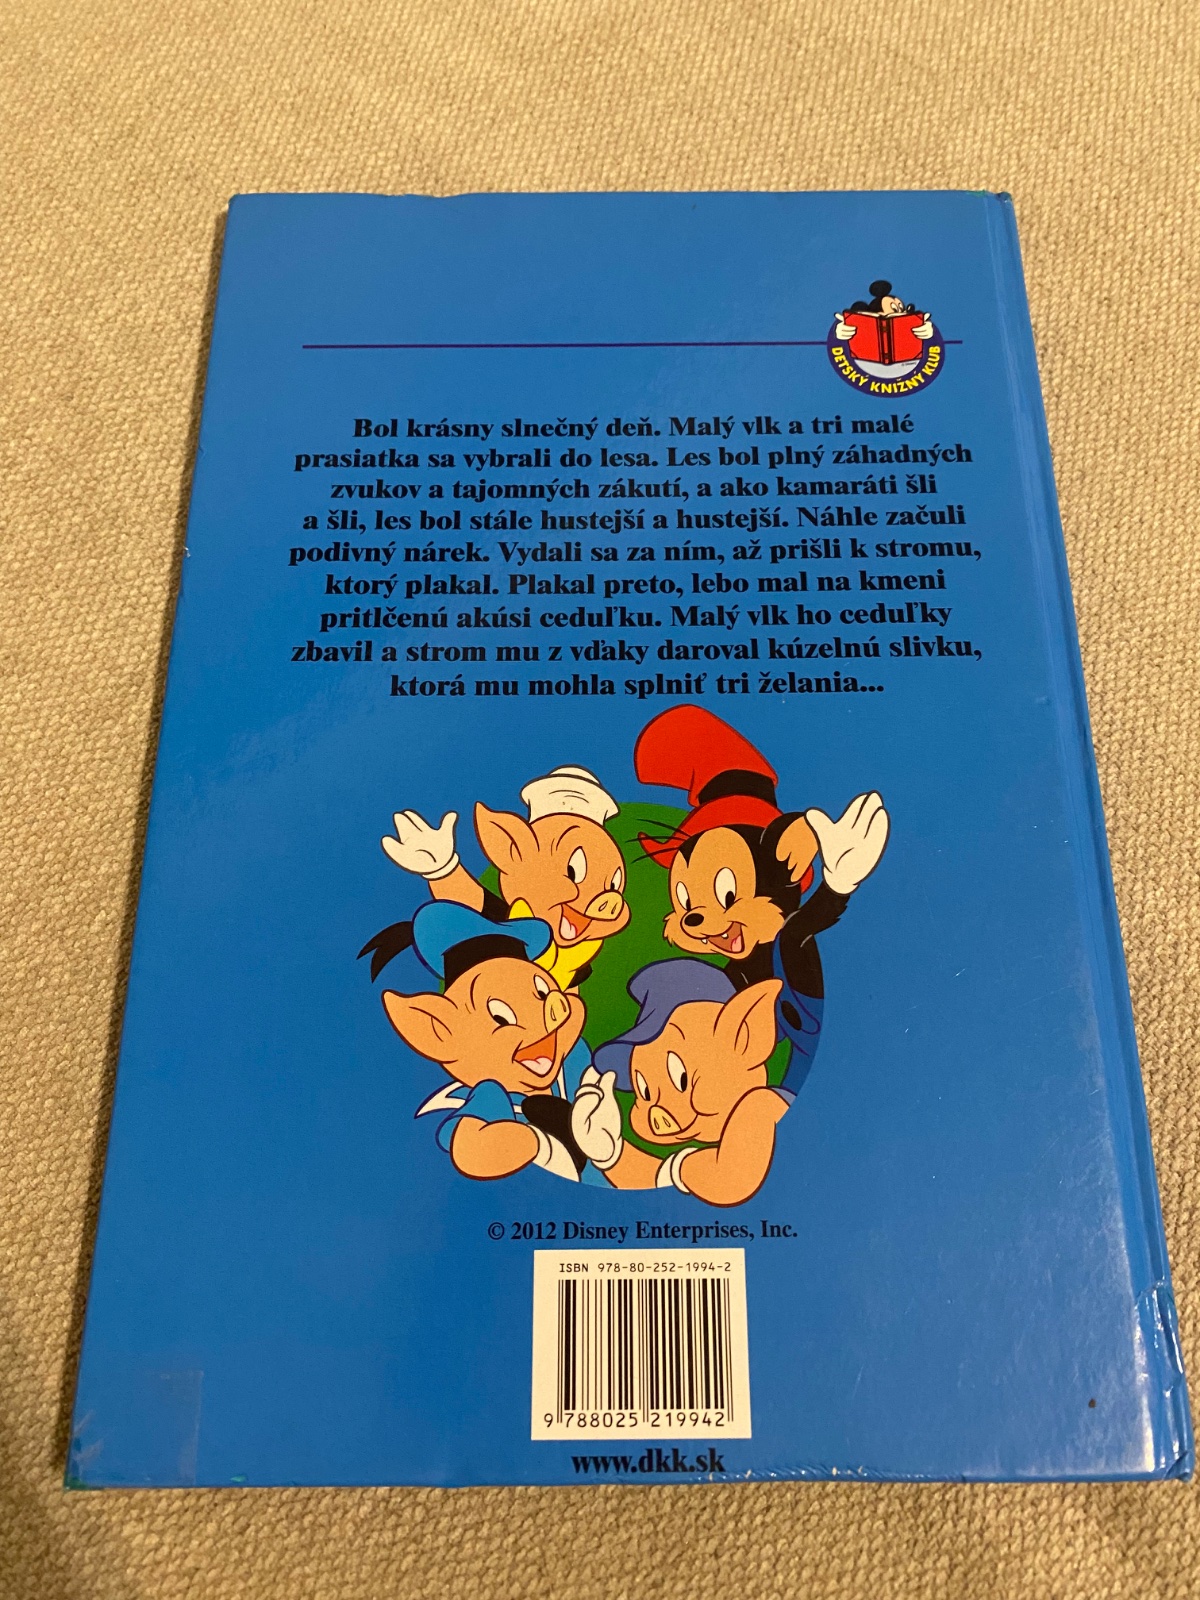 DETSKÝ KNIŽNÝ KLUB
Bol krásny slnečný deň. Malý vlk a tri malé
prasiatka sa vybrali do lesa. Les bol plný záhadných
zvukov a tajomných zákutí, a ako kamaráti šli
a šli, les bol stále hustejší a hustejší. Náhle začuli
podivný nárek. Vydali sa za ním, až prišli k stromu,
ktorý plakal. Plakal preto, lebo mal na kmeni
pritlčenú akúsi ceduľku. Malý vlk ho ceduľky
zbavil a strom mu z vďaky daroval kúzelnú slivku,
ktorá mu mohla splniť tri želania...
© 2012 Disney Enterprises, Inc.
ISBN 978-80-252-1994-2
9 788025 219942
www.dkk.sk